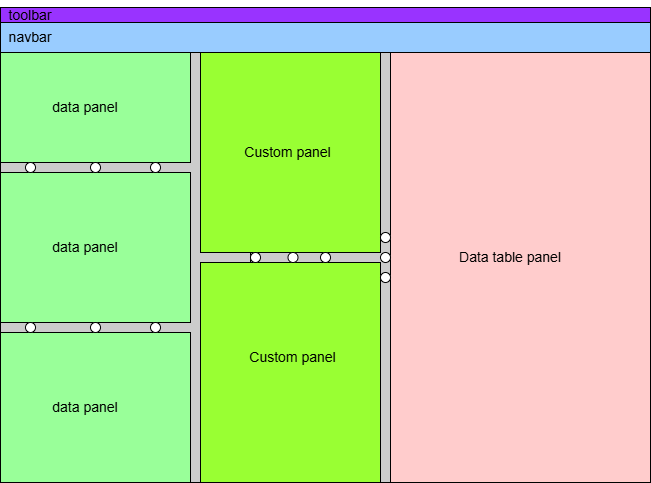 toolbar
navbar
data panel
data panel
data panel
Custom panel
Custom panel
Data table panel